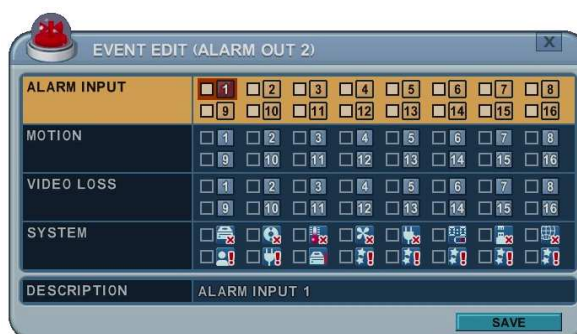 EVENT EDIT (ALARM OUT 2)
X
ALARM INPUT
1 2 3 4 5 6 7 8
9 10 11 12 13 14 15 16
MOTION
1 2 3 4 5 6 7 8
9 10 11 12 13 14 15 16
VIDEO LOSS
1 2 3 4 5 6 7 8
9 10 11 12 13 14 15 16
SYSTEM
DESCRIPTION ALARM INPUT 1
SAVE